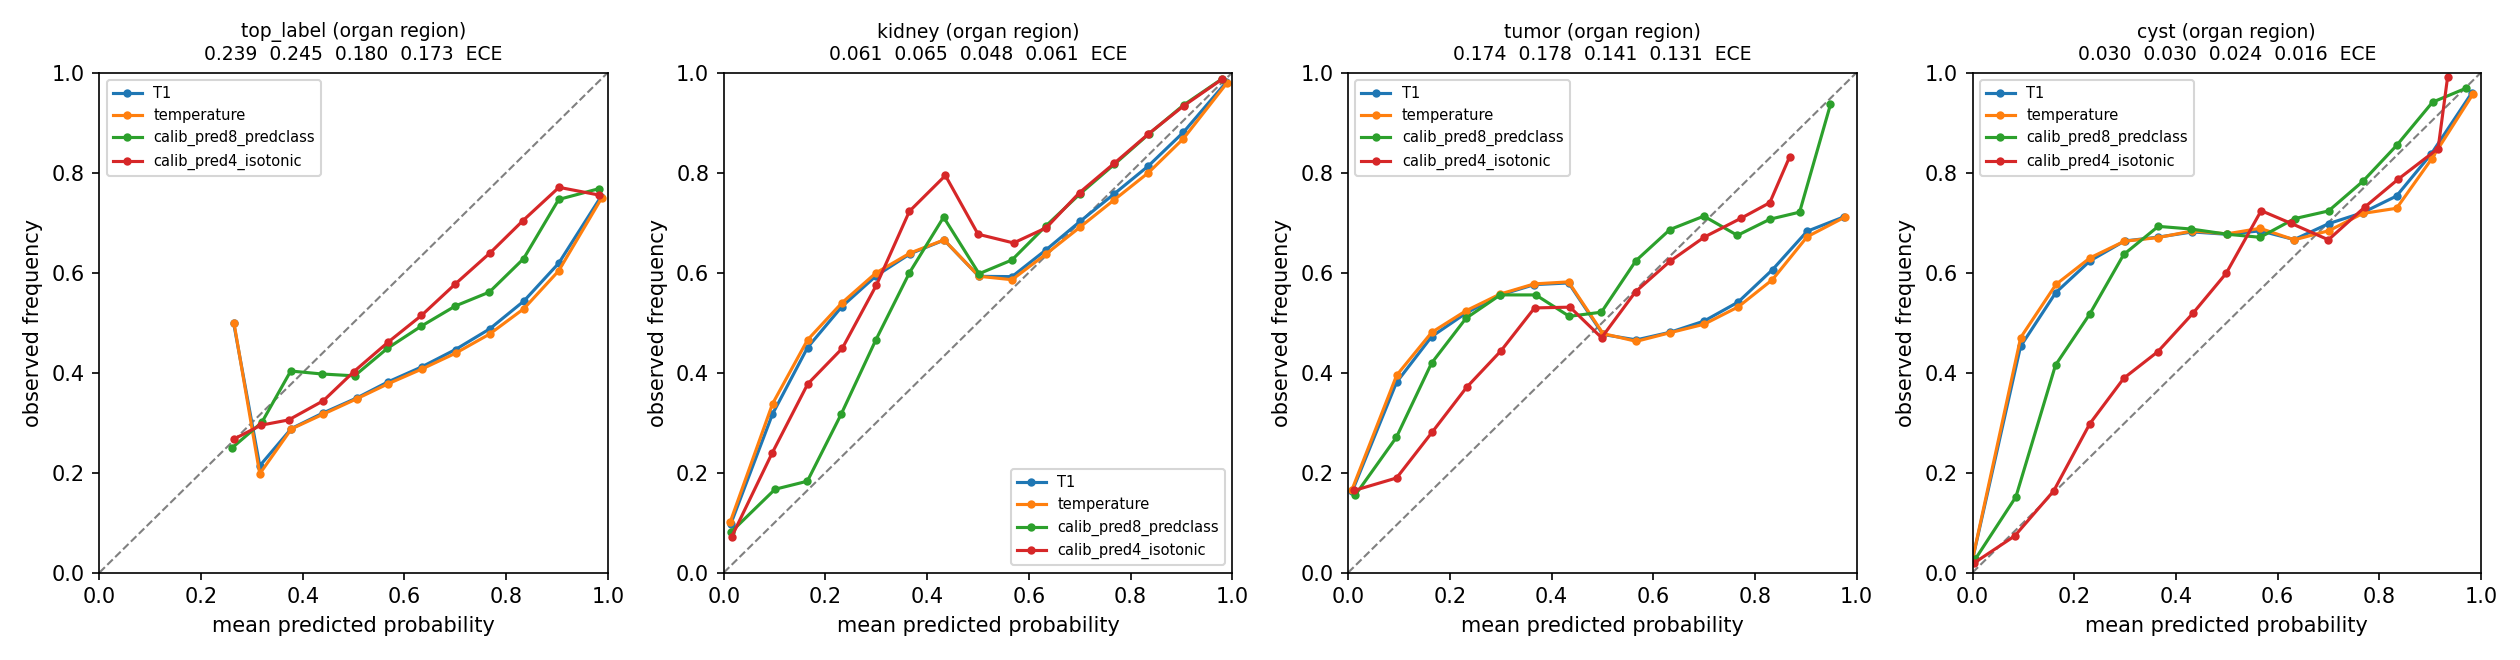 top_label (organ region)
0.239 0.245 0.180 0.173 ECE
1.0
0.8
0.6
0.4
0.2
0.0
observed frequency
T1
temperature
calib_pred8_predclass
calib_pred4_isotonic
0.0 0.2 0.4 0.6 0.8 1.0
mean predicted probability
kidney (organ region)
0.061 0.065 0.048 0.061 ECE
1.0
0.8
0.6
0.4
0.2
0.0
observed frequency
T1
temperature
calib_pred8_predclass
calib_pred4_isotonic
0.0 0.2 0.4 0.6 0.8 1.0
mean predicted probability
tumor (organ region)
0.174 0.178 0.141 0.131 ECE
1.0
0.8
0.6
0.4
0.2
0.0
observed frequency
T1
temperature
calib_pred8_predclass
calib_pred4_isotonic
0.0 0.2 0.4 0.6 0.8 1.0
mean predicted probability
cyst (organ region)
0.030 0.030 0.024 0.016 ECE
1.0
0.8
0.6
0.4
0.2
0.0
observed frequency
T1
temperature
calib_pred8_predclass
calib_pred4_isotonic
0.0 0.2 0.4 0.6 0.8 1.0
mean predicted probability